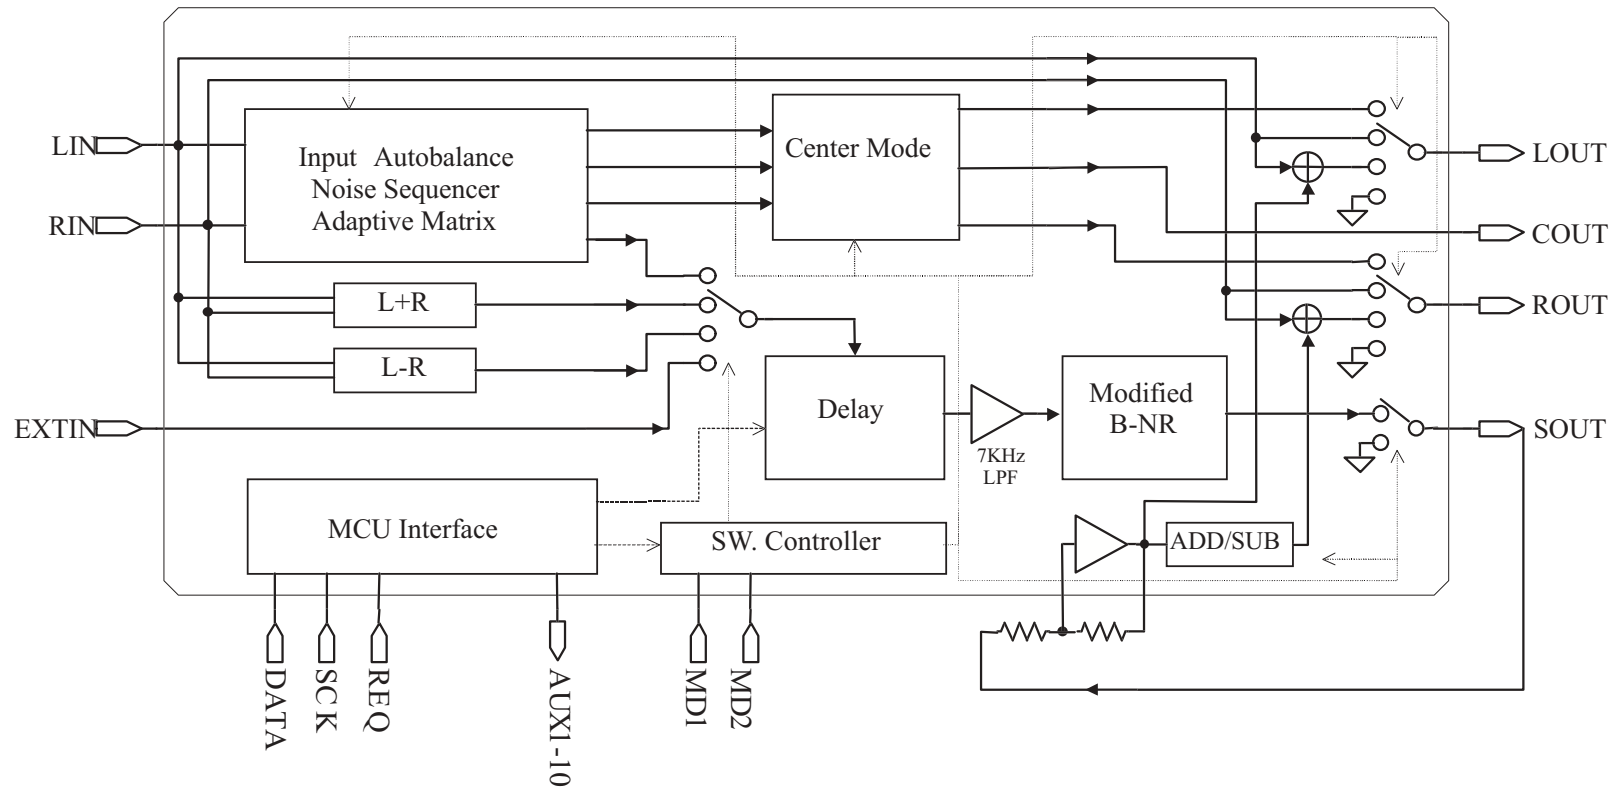 LIN
RIN
EXTIN
Input Autobalance
Noise Sequencer
Adaptive Matrix
Center Mode
L+R
L-R
Delay
7KHz
LPF
Modified
B-NR
LOUT
COUT
ROUT
SOUT
MCU Interface
SW. Controller
ADD/SUB
DATA
SCK
REQ
AUX1-10
MD1
MD2